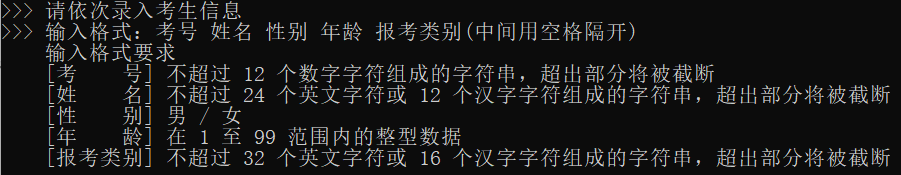 >>> 请依次录入考生信息
>>> 输入格式：考号 姓名 性别 年龄 报考类别(中间用空格隔开)
输入格式要求
[考    号] 不超过 12 个数字字符组成的字符串，超出部分将被截断
[姓    名] 不超过 24 个英文字符或 12 个汉字字符组成的字符串，超出部分将被截断
[性    别] 男 / 女
[年    龄] 在 1 至 99 范围内的整型数据
[报考类别] 不超过 32 个英文字符或 16 个汉字字符组成的字符串，超出部分将被截断